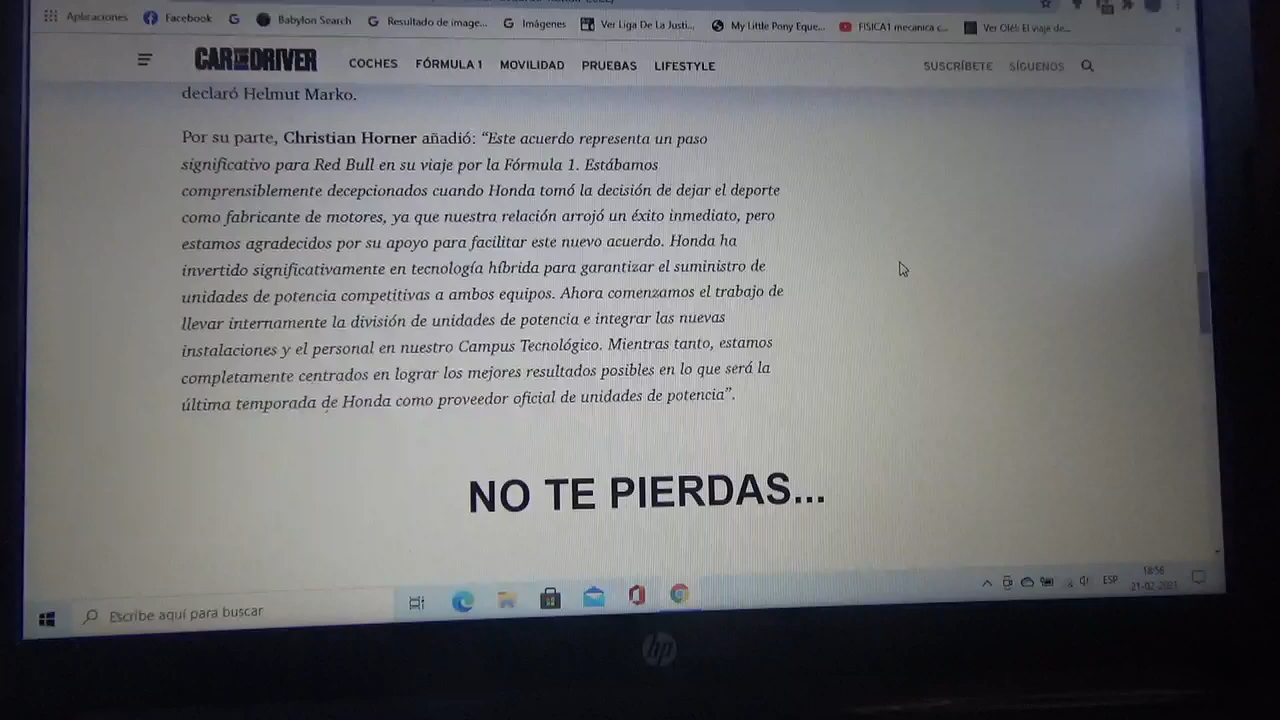 Aplicaciones Facebook G Babylon Search Resultado de image... Imágenes Ver Liga De La Justi... My Little Pony Eque... FISICA1 mecanica c... Ver Olé! El viaje de... »
CAR AND DRIVER COCHES FÓRMULA 1 MOVILIDAD PRUEBAS LIFESTYLE SUSCRÍBETE SÍGUENOS
declaró Helmut Marko.
Por su parte, Christian Horner añadió: “Este acuerdo representa un paso
significativo para Red Bull en su viaje por la Fórmula 1. Estábamos
comprensiblemente decepcionados cuando Honda tomó la decisión de dejar el deporte
como fabricante de motores, ya que nuestra relación arrojó un éxito inmediato, pero
estamos agradecidos por su apoyo para facilitar este nuevo acuerdo. Honda ha
invertido significativamente en tecnología híbrida para garantizar el suministro de
unidades de potencia competitivas a ambos equipos. Ahora comenzamos el trabajo de
llevar internamente la división de unidades de potencia e integrar las nuevas
instalaciones y el personal en nuestro Campus Tecnológico. Mientras tanto, estamos
completamente centrados en lograr los mejores resultados posibles en lo que será la
última temporada de Honda como proveedor oficial de unidades de potencia”.
NO TE PIERDAS...
Escribe aquí para buscar
ESP
18:56
21-02-2021
hp